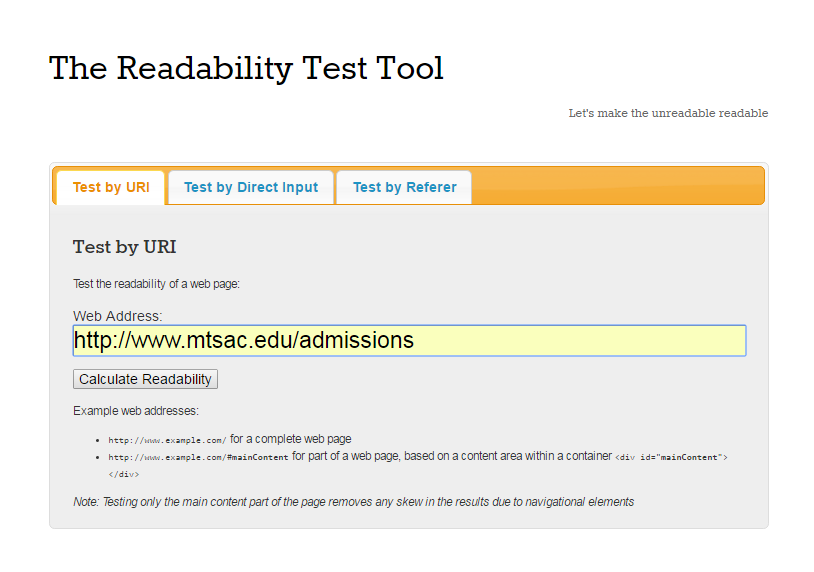 The Readability Test Tool
Let's make the unreadable readable
Test by URI
Test by Direct Input
Test by Referer
Test by URI
Test the readability of a web page:
Web Address:
http://www.mtsac.edu/admissions
Calculate Readability
Example web addresses:
• http://www.example.com/ for a complete web page
• http://www.example.com/#mainContent for part of a web page, based on a content area within a container <div id="mainContent">
</div>
Note: Testing only the main content part of the page removes any skew in the results due to navigational elements